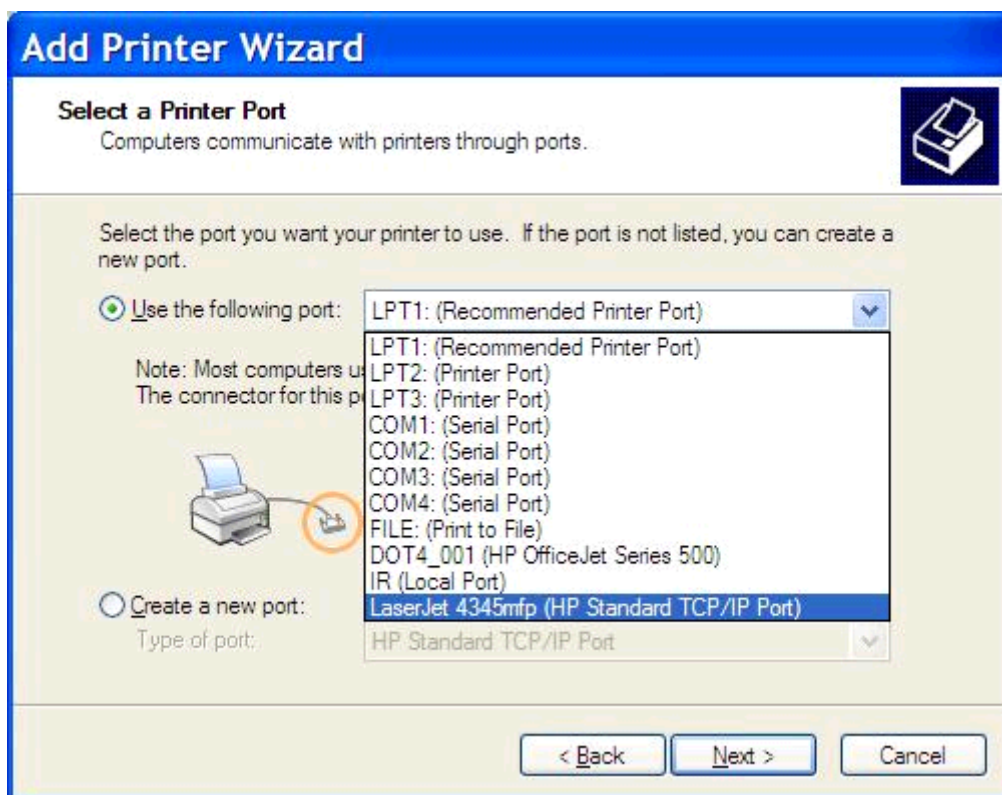 Add Printer Wizard
Select a Printer Port
Computers communicate with printers through ports.
Select the port you want your printer to use. If the port is not listed, you can create a
new port.
Use the following port:
LPT1: (Recommended Printer Port)
Note: Most computers
The connector for this
LPT1: (Recommended Printer Port)
LPT2: (Printer Port)
LPT3: (Printer Port)
COM1: (Serial Port)
COM2: (Serial Port)
COM3: (Serial Port)
COM4: (Serial Port)
FILE: (Print to File)
DOT4_001 (HP OfficeJet Series 500)
IR (Local Port)
LaserJet 4345mfp (HP Standard TCP/IP Port)
Create a new port:
Type of port:
HP Standard TCP/IP Port
< Back
Next >
Cancel